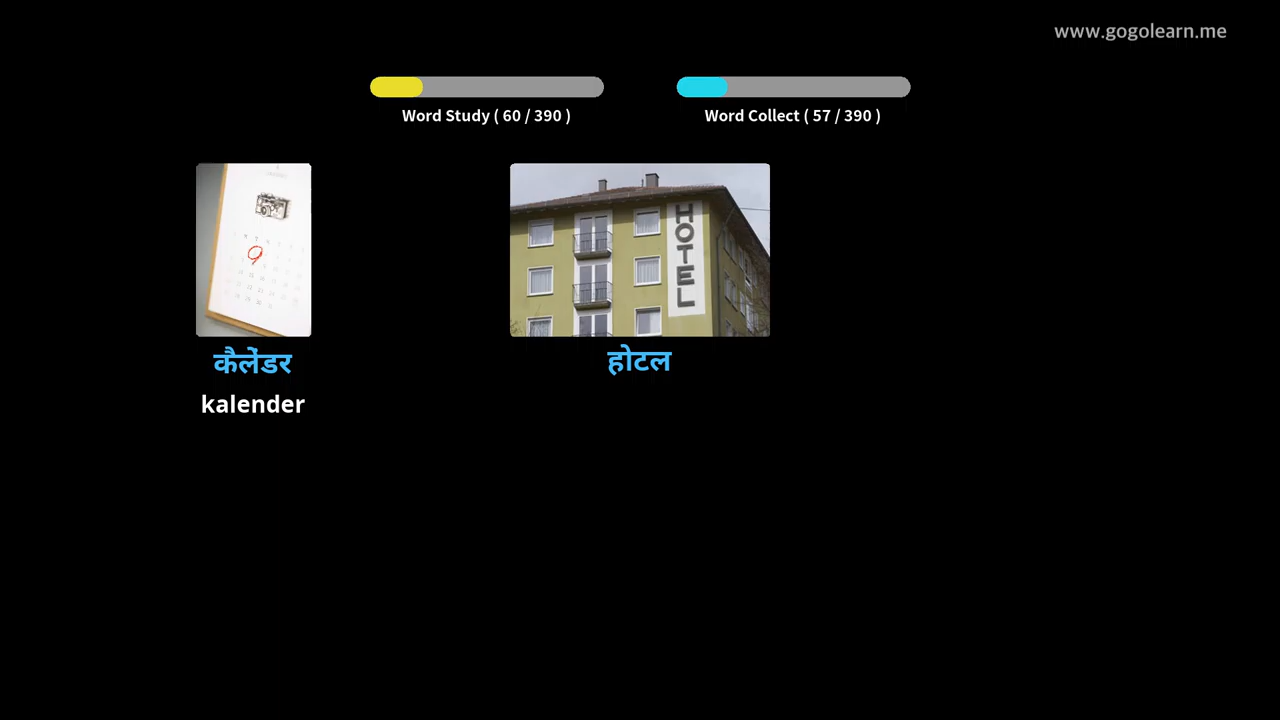 www.gogolearn.me
Word Study ( 60 / 390 )
Word Collect ( 57 / 390 )
HOTEL
कैलेंडर
होटल
kalender